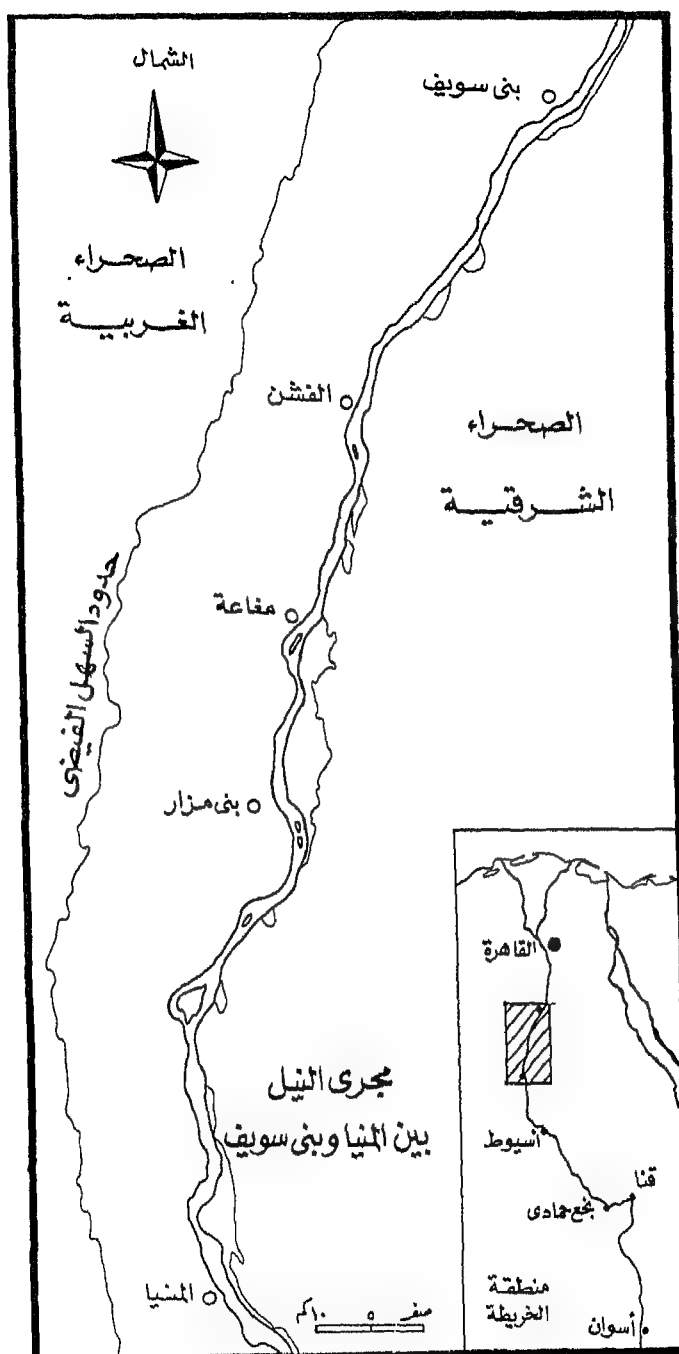 الشمال
بنى سويف
الصحراء
الغربية
الفشن
الصحراء
الشرقية
حدود السهل الفيضى
مغاعة
بنى مزار
القاهرة
مجرى النيل
بين المنيا وبنى سويف
أسيوط
قنا
نجع حمادى
المنيا
صفر ٥ ١٠كم
منطقة
الخريطة
أسوان